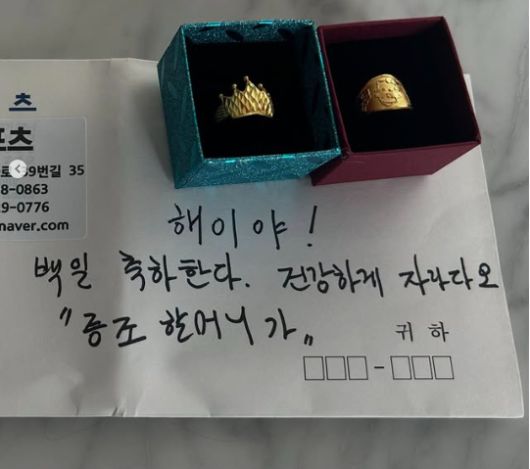 츠
츠
9번길 35
8-0863
9-0776
naver.com
해이야!
백일 축하한다. 건강하게 자라다오
"증조 할머니가"
귀하